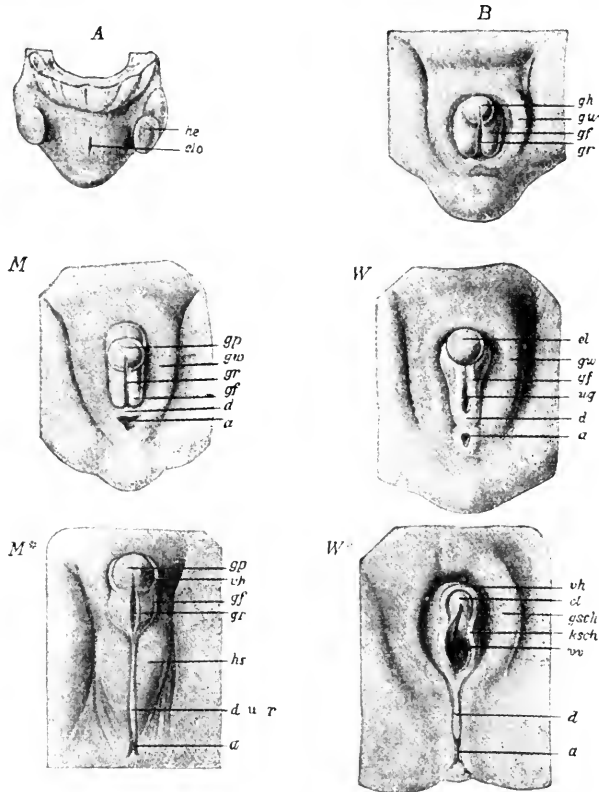 A
B
he
clo
gh
gw
gf
gr
M
W
gp
gw
gr
gf
d
a
cl
gw
gf
ug
d
a
M*
W*
gp
vh
gf
gr
hs
d u r
a
vh
cl
gsch
ksch
vv
d
a